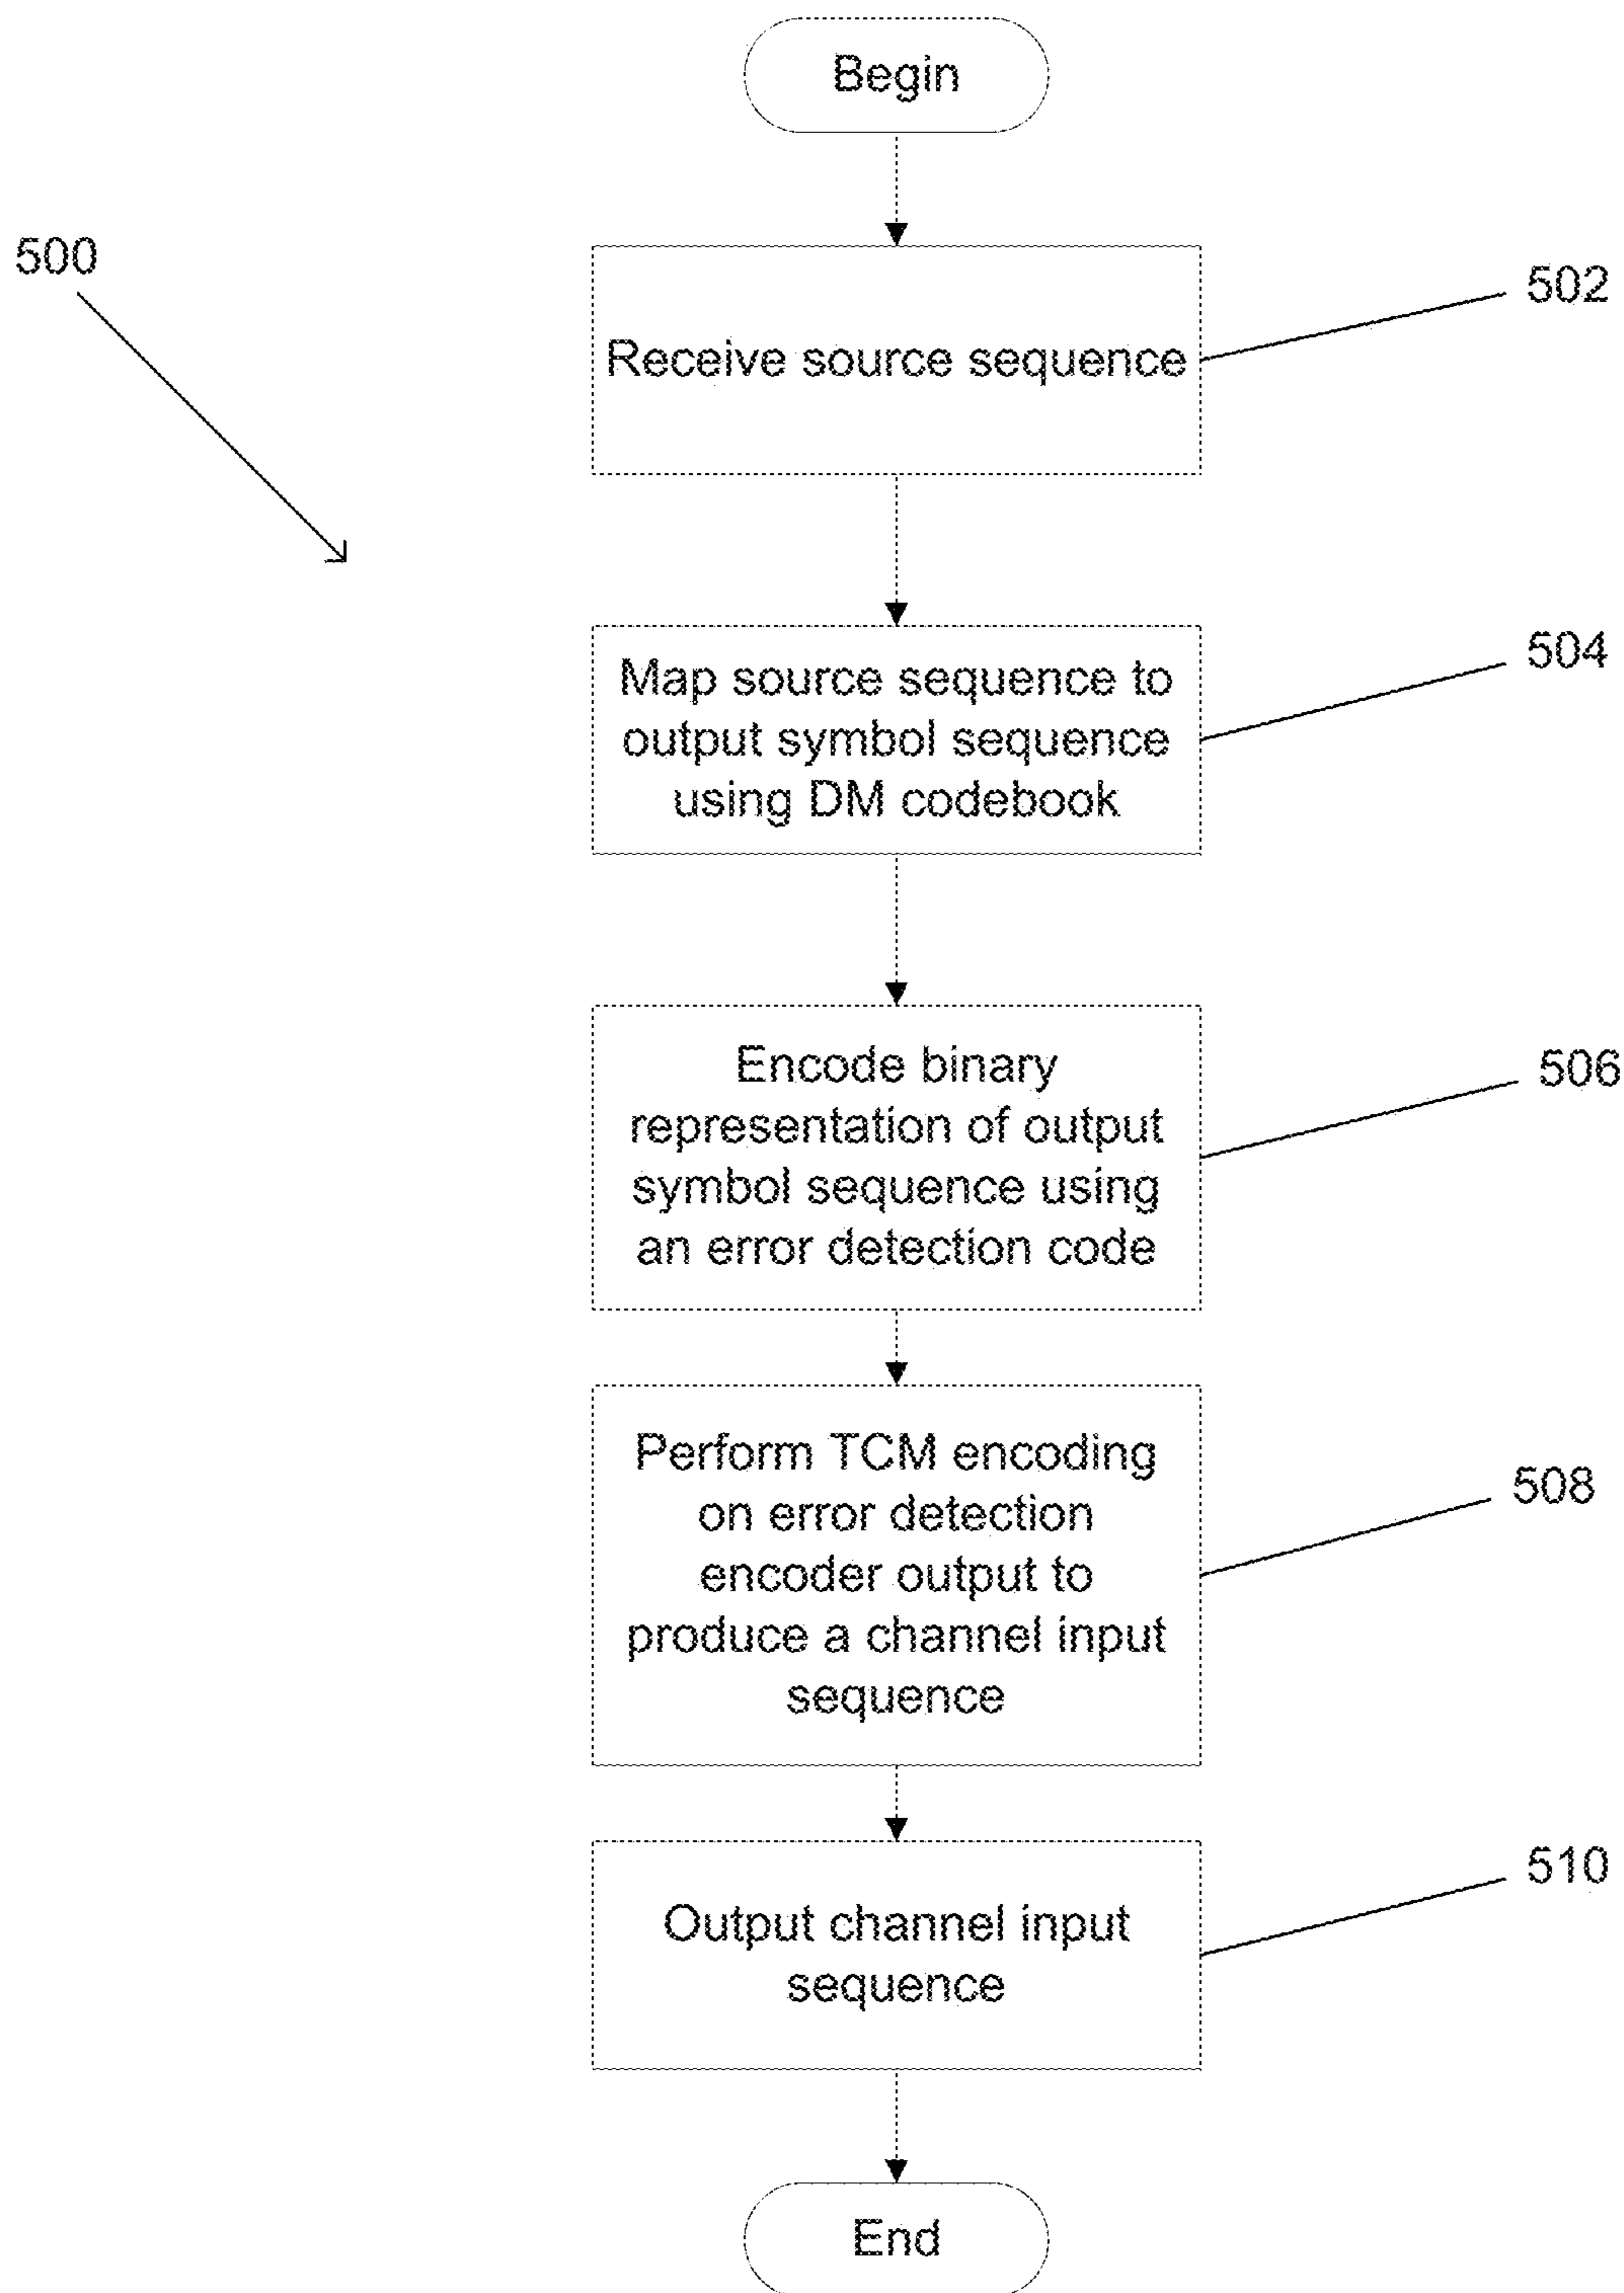 Begin
500
502
Receive source sequence
504
Map source sequence to
output symbol sequence
using DM codebook
506
Encode binary
representation of output
symbol sequence using
an error detection code
508
Perform TCM encoding
on error detection
encoder output to
produce a channel input
sequence
510
Output channel input
sequence
End